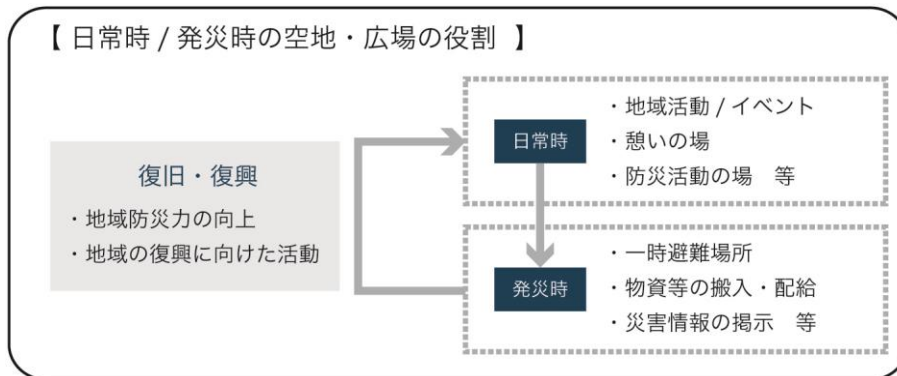 【 日常時 / 発災時の空地・広場の役割 】
復旧・復興
・地域防災力の向上
・地域の復興に向けた活動
日常時
・地域活動 / イベント
・憩いの場
・防災活動の場　等
発災時
・一時避難場所
・物資等の搬入・配給
・災害情報の掲示　等